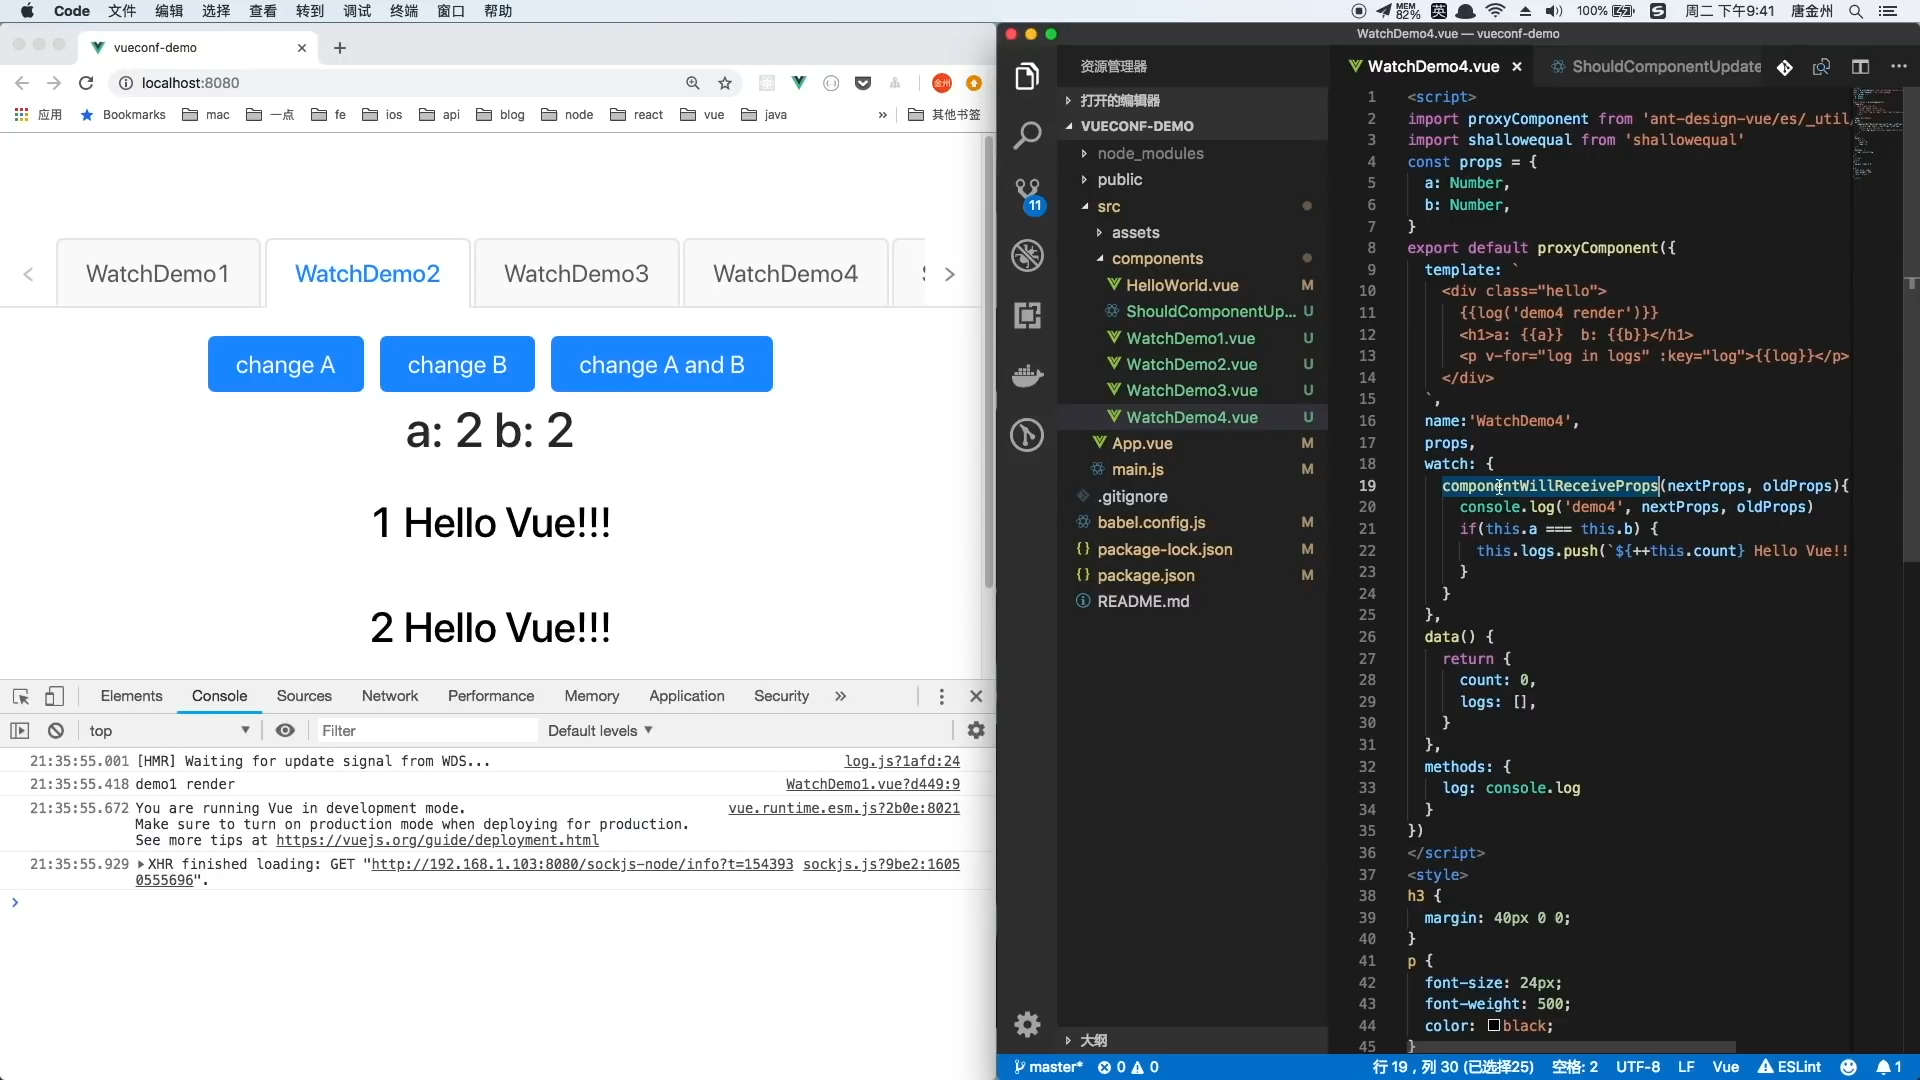 Code 文件 编辑 选择 查看 转到 调试 终端 窗口 帮助
MEM 82% 英 100% 周二 下午9:41 唐金州
vueconf-demo
localhost:8080
金州
应用 Bookmarks mac 一点 fe ios api blog node react vue java » 其他书签
WatchDemo1 WatchDemo2 WatchDemo3 WatchDemo4
change A change B change A and B
a: 2 b: 2
1 Hello Vue!!!
2 Hello Vue!!!
Elements Console Sources Network Performance Memory Application Security »
top Filter Default levels
21:35:55.001 [HMR] Waiting for update signal from WDS... log.js?1afd:24
21:35:55.418 demo1 render WatchDemo1.vue?d449:9
21:35:55.672 You are running Vue in development mode. vue.runtime.esm.js?2b0e:8021
Make sure to turn on production mode when deploying for production.
See more tips at https://vuejs.org/guide/deployment.html
21:35:55.929 XHR finished loading: GET "http://192.168.1.103:8080/sockjs-node/info?t=154393 sockjs.js?9be2:1605
0555696".
WatchDemo4.vue — vueconf-demo
11
资源管理器
打开的编辑器
VUECONF-DEMO
node_modules
public
src
assets
components
HelloWorld.vue M
ShouldComponentUp... U
WatchDemo1.vue U
WatchDemo2.vue U
WatchDemo3.vue U
WatchDemo4.vue U
App.vue M
main.js M
.gitignore
babel.config.js M
package-lock.json M
package.json M
README.md
大纲
WatchDemo4.vue ShouldComponentUpdate
1 <script>
2 import proxyComponent from 'ant-design-vue/es/_util/
3 import shallowequal from 'shallowequal'
4 const props = {
5 a: Number,
6 b: Number,
7 }
8 export default proxyComponent({
9 template: `
10 <div class="hello">
11 {{log('demo4 render')}}
12 <h1>a: {{a}} b: {{b}}</h1>
13 <p v-for="log in logs" :key="log">{{log}}</p>
14 </div>
15 `,
16 name:'WatchDemo4',
17 props,
18 watch: {
19 componentWillReceiveProps(nextProps, oldProps){
20 console.log('demo4', nextProps, oldProps)
21 if(this.a === this.b) {
22 this.logs.push(`${++this.count} Hello Vue!!
23 }
24 }
25 },
26 data() {
27 return {
28 count: 0,
29 logs: [],
30 }
31 },
32 methods: {
33 log: console.log
34 }
35 })
36 </script>
37 <style>
38 h3 {
39 margin: 40px 0 0;
40 }
41 p {
42 font-size: 24px;
43 font-weight: 500;
44 color: black;
45 }
master* 0 0 行 19，列 30 (已选择25) 空格: 2 UTF-8 LF Vue ESLint 1